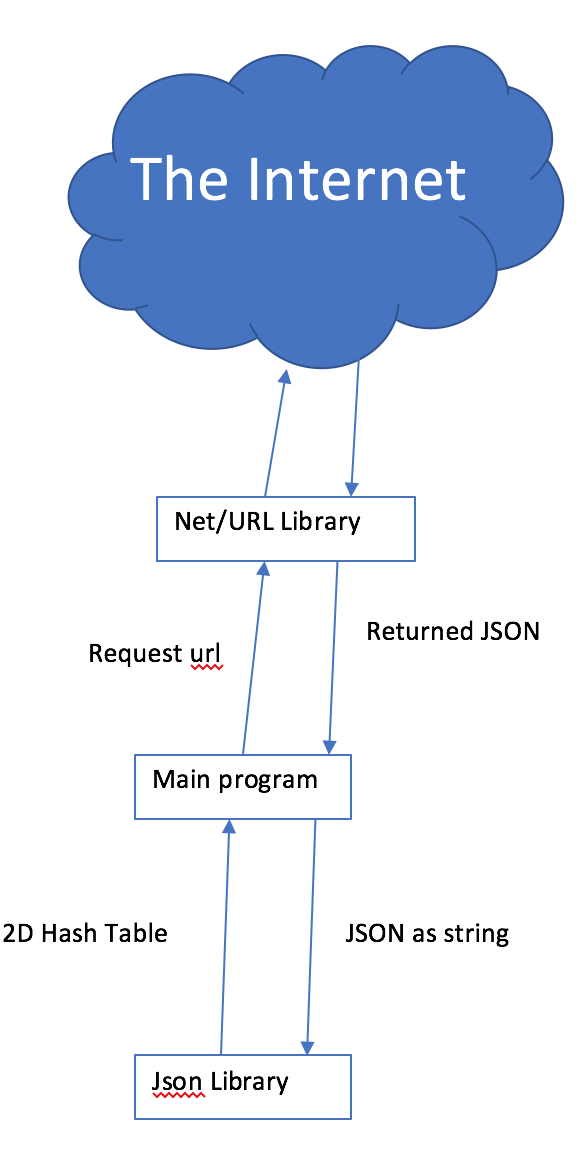 The Internet
Net/URL Library
Returned JSON
Request url
Main program
2D Hash Table
JSON as string
Json Library